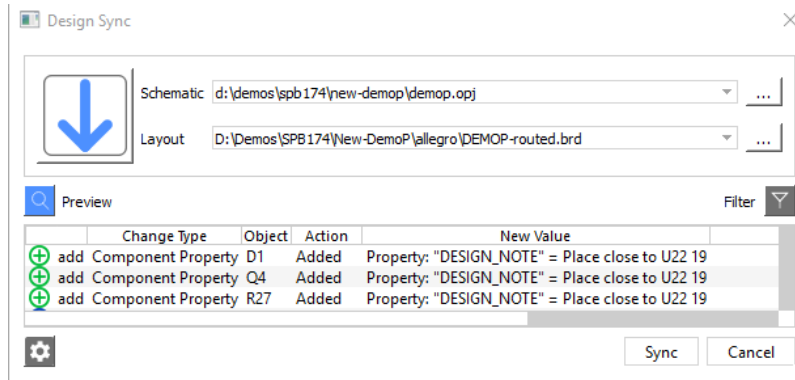 Design Sync
Schematic d:\demos\spb174\new-demop\demop.opj ...
Layout D:\Demos\SPB174\New-DemoP\allegro\DEMOP-routed.brd ...
Preview Filter
Change Type Object Action New Value
add Component Property D1 Added Property: "DESIGN_NOTE" = Place close to U22 19
add Component Property Q4 Added Property: "DESIGN_NOTE" = Place close to U22 19
add Component Property R27 Added Property: "DESIGN_NOTE" = Place close to U22 19
Sync Cancel